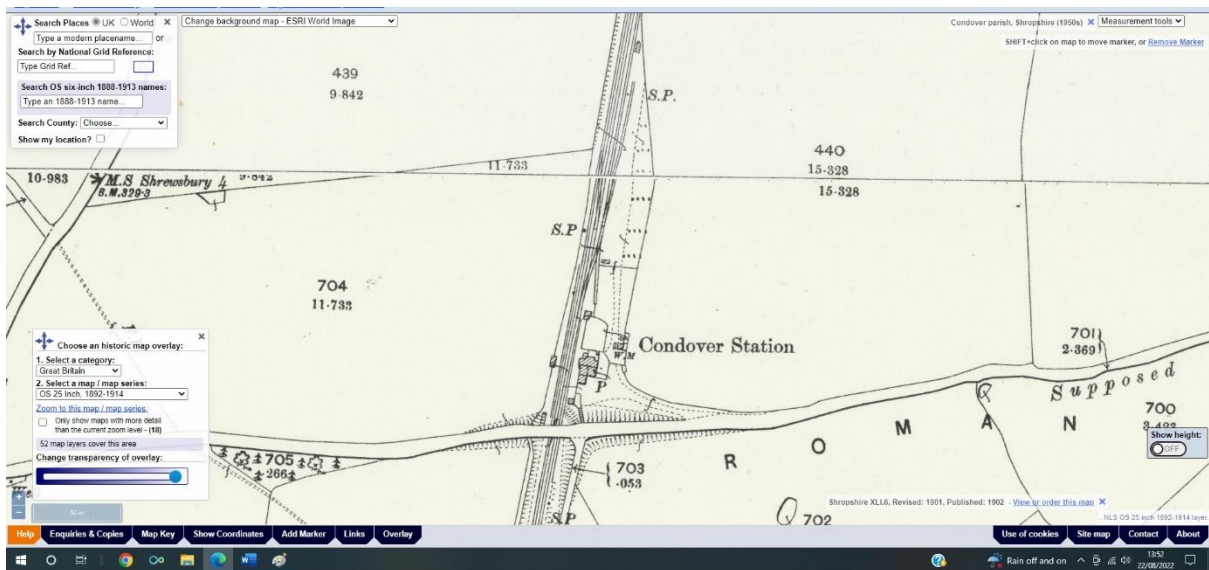 Search Places UK World ×
Type a modern placename... or
Search by National Grid Reference:
Type Grid Ref...
Search OS six-inch 1888-1913 names:
Type an 1888-1913 name...
Search County: Choose...
Show my location?
Change background map - ESRI World Image
Condover parish, Shropshire (1950s) ×
Measurement tools
SHIFT+click on map to move marker, or Remove Marker
439
9·842
S.P.
440
15·328
15·328
11·733
10·983
M.S Shrewsbury 4
B.M.329·3
9·842
S.P
704
11·733
Condover Station
W.M
P
701
2·369
Supposed
ROMAN
700
705
·266
703
·053
S.P
702
× Choose an historic map overlay:
1. Select a category:
Great Britain
2. Select a map / map series:
OS 25 Inch, 1892-1914
Zoom to this map / map series:
Only show maps with more detail
than the current zoom level - (18)
52 map layers cover this area
Change transparency of overlay:
+
−
Show height:
OFF
Shropshire XLI.6, Revised: 1901, Published: 1902 - View or order this map ×
NLS OS 25 inch 1892-1914 layer
Help Enquiries & Copies Map Key Show Coordinates Add Marker Links Overlay
Use of cookies Site map Contact About
Rain off and on
13:52
22/08/2022